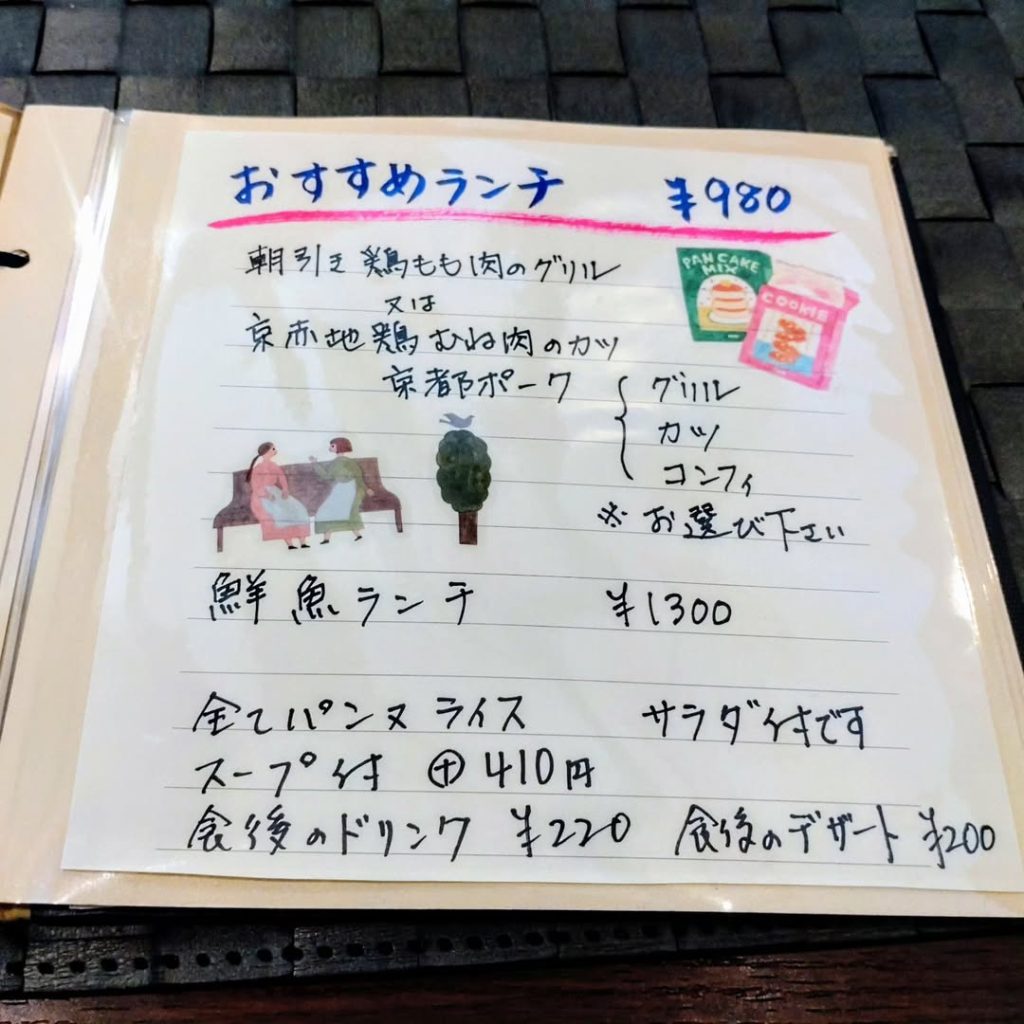 おすすめランチ ¥980
朝引き鶏もも肉のグリル
又は
京赤地鶏むね肉のカツ
京都ポーク { グリル
カツ
コンフィ
※ お選び下さい
PAN CAKE
MIX
COOKIE
鮮魚ランチ ¥1300
全てパン又ライス サラダ付です
スープ付 ⊕410円
食後のドリンク ¥220 食後のデザート ¥200